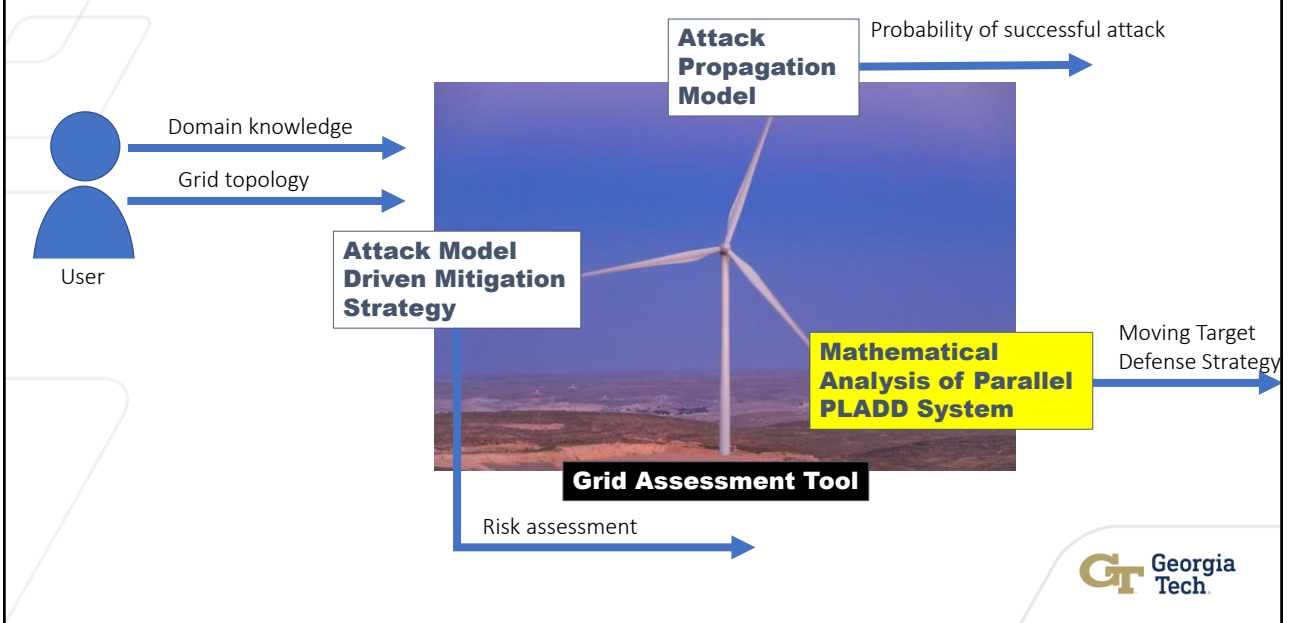 Attack
Propagation
Model
Probability of successful attack
Domain knowledge
Grid topology
User
Attack Model
Driven Mitigation
Strategy
Mathematical
Analysis of Parallel
PLADD System
Moving Target
Defense Strategy
Grid Assessment Tool
Risk assessment
GT Georgia
Tech